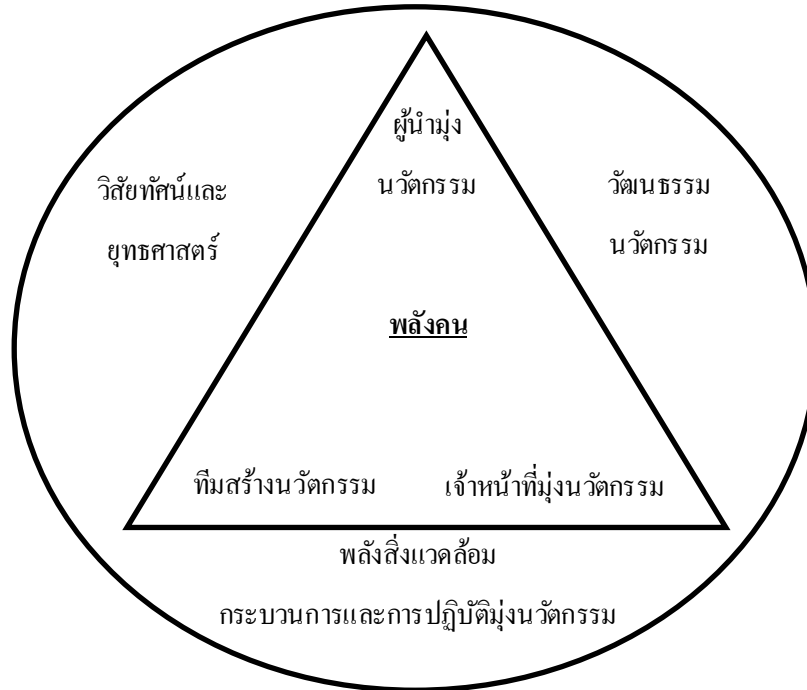 ผู้นำมุ่ง
นวัตกรรม
วิสัยทัศน์และ
ยุทธศาสตร์
วัฒนธรรม
นวัตกรรม
พลังคน
ทีมสร้างนวัตกรรม
เจ้าหน้าที่มุ่งนวัตกรรม
พลังสิ่งแวดล้อม
กระบวนการและการปฏิบัติมุ่งนวัตกรรม